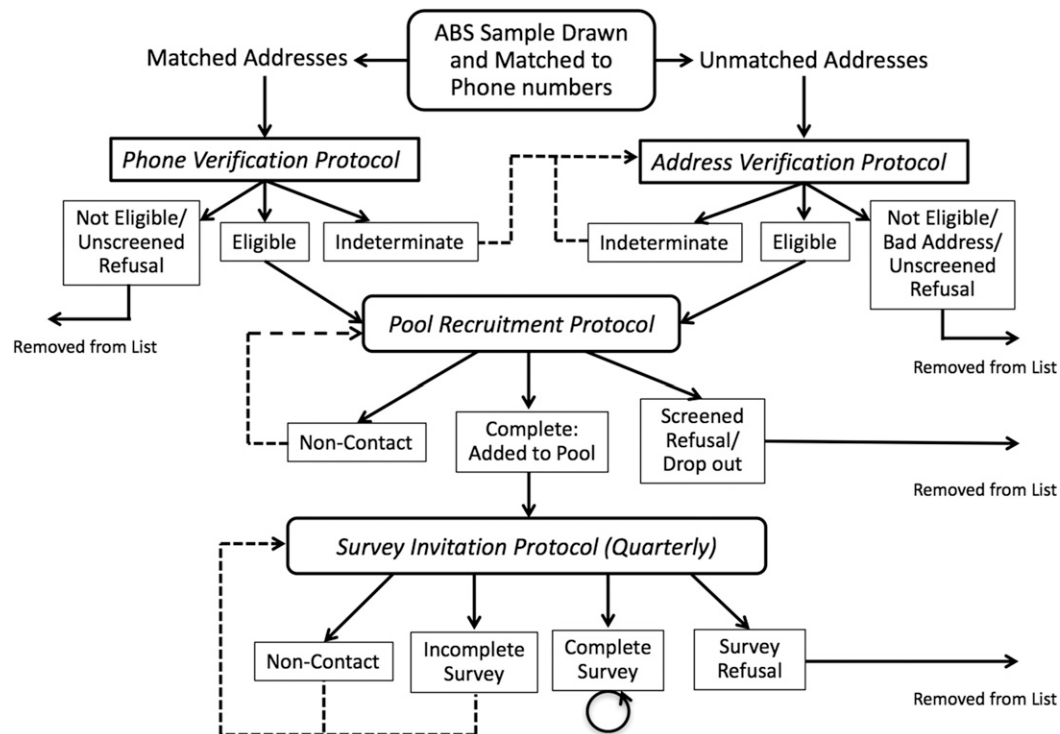 ABS Sample Drawn
and Matched to
Phone numbers
Matched Addresses
Unmatched Addresses
Phone Verification Protocol
Address Verification Protocol
Not Eligible/
Unscreened
Refusal
Eligible
Indeterminate
Indeterminate
Eligible
Not Eligible/
Bad Address/
Unscreened
Refusal
Removed from List
Pool Recruitment Protocol
Removed from List
Non-Contact
Complete:
Added to Pool
Screened
Refusal/
Drop out
Removed from List
Survey Invitation Protocol (Quarterly)
Non-Contact
Incomplete
Survey
Complete
Survey
Survey
Refusal
Removed from List